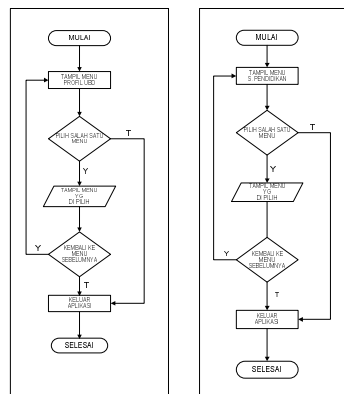 MULAI
TAMPIL MENU
PROFIL UBD
PILIH SALAH SATU
MENU
T
Y
TAMPIL MENU
YG
DI PILIH
KEMBALI KE
MENU
SEBELUMNYA
Y
T
KELUAR
APLIKASI
SELESAI
MULAI
TAMPIL MENU
S. PENDIDIKAN
PILIH SALAH SATU
MENU
T
Y
TAMPIL MENU
YG
DI PILIH
KEMBALI KE
MENU
SEBELUMNYA
Y
T
KELUAR
APLIKASI
SELESAI